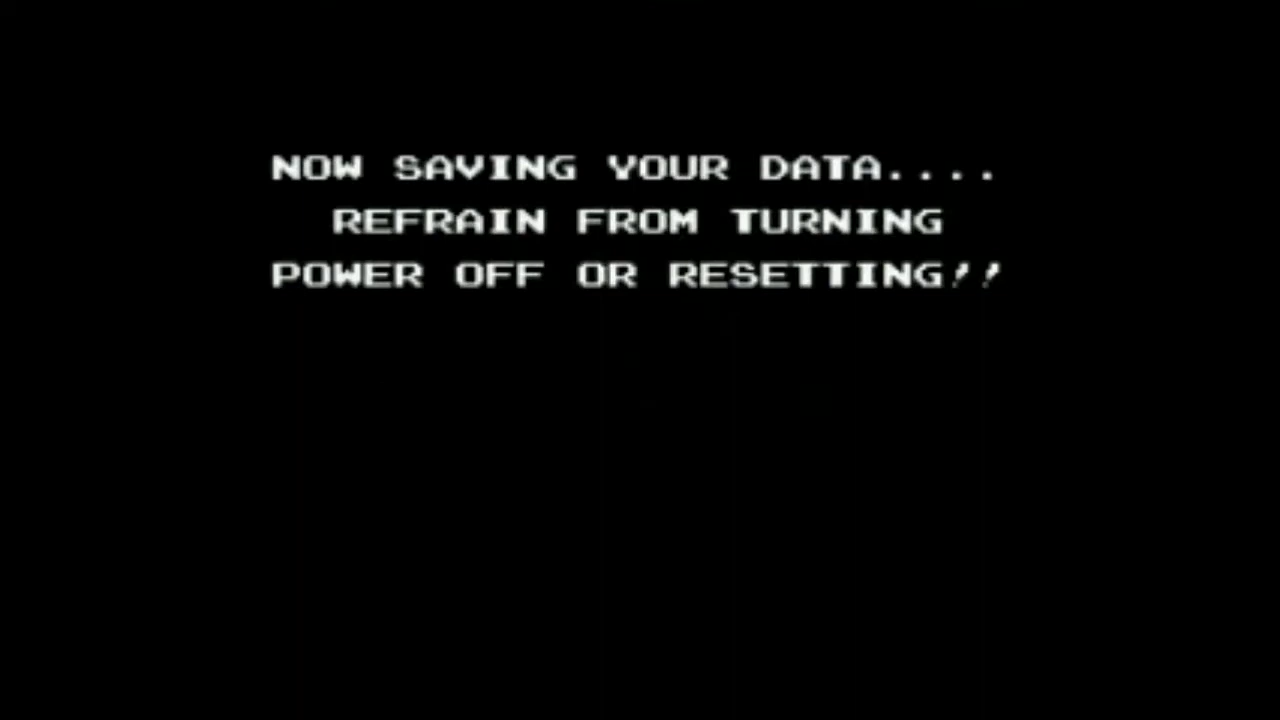 NOW SAVING YOUR DATA....
REFRAIN FROM TURNING
POWER OFF OR RESETTING!!